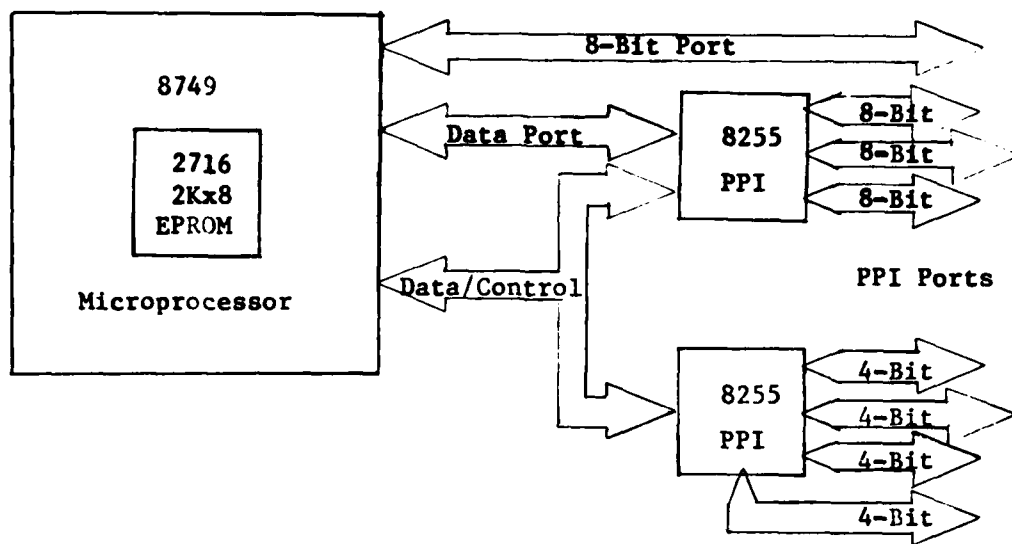 8-Bit Port
8749
2716
2Kx8
EPROM
Microprocessor
Data Port
Data/Control
8255
PPI
8-Bit
8-Bit
8-Bit
PPI Ports
8255
PPI
4-Bit
4-Bit
4-Bit
4-Bit